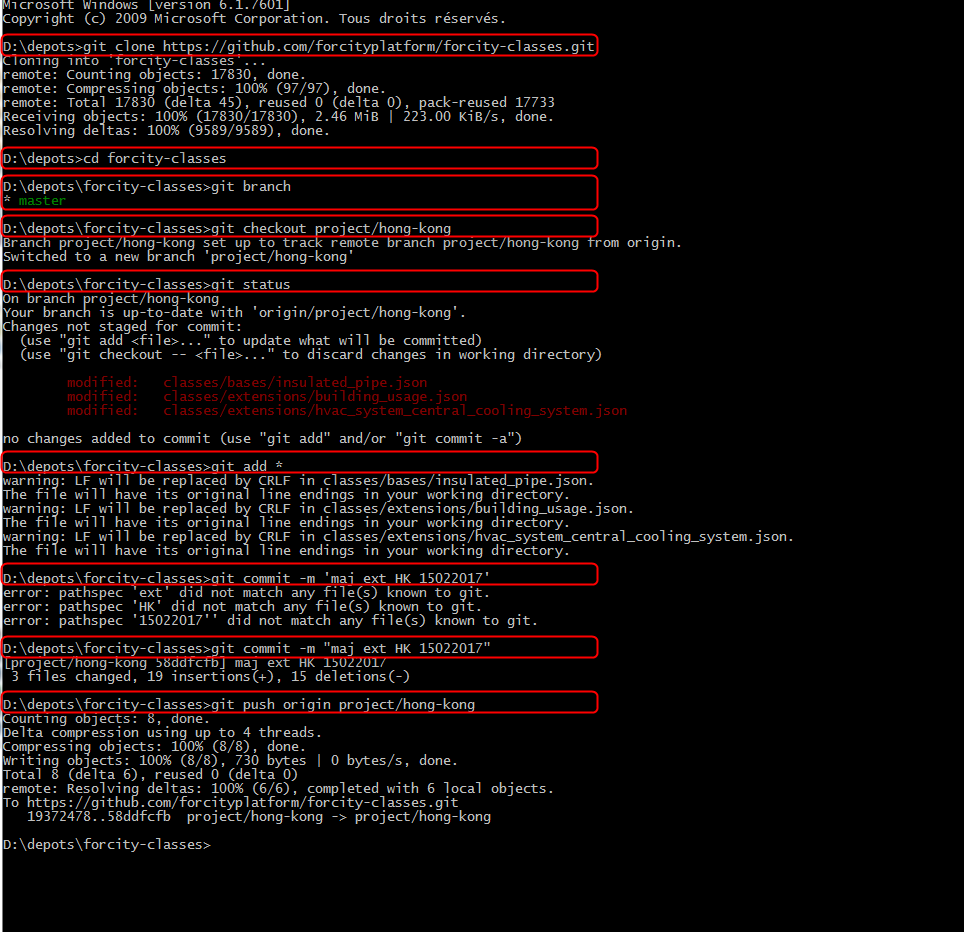 Microsoft Windows [version 6.1.7601]
Copyright (c) 2009 Microsoft Corporation. Tous droits réservés.
D:\depots>git clone https://github.com/forcityplatform/forcity-classes.git
Cloning into 'forcity-classes'...
remote: Counting objects: 17830, done.
remote: Compressing objects: 100% (97/97), done.
remote: Total 17830 (delta 45), reused 0 (delta 0), pack-reused 17733
Receiving objects: 100% (17830/17830), 2.46 MiB | 223.00 KiB/s, done.
Resolving deltas: 100% (9589/9589), done.
D:\depots>cd forcity-classes
D:\depots\forcity-classes>git branch
* master
D:\depots\forcity-classes>git checkout project/hong-kong
Branch project/hong-kong set up to track remote branch project/hong-kong from origin.
Switched to a new branch 'project/hong-kong'
D:\depots\forcity-classes>git status
On branch project/hong-kong
Your branch is up-to-date with 'origin/project/hong-kong'.
Changes not staged for commit:
(use "git add <file>..." to update what will be committed)
(use "git checkout -- <file>..." to discard changes in working directory)
modified: classes/bases/insulated_pipe.json
modified: classes/extensions/building_usage.json
modified: classes/extensions/hvac_system_central_cooling_system.json
no changes added to commit (use "git add" and/or "git commit -a")
D:\depots\forcity-classes>git add *
warning: LF will be replaced by CRLF in classes/bases/insulated_pipe.json.
The file will have its original line endings in your working directory.
warning: LF will be replaced by CRLF in classes/extensions/building_usage.json.
The file will have its original line endings in your working directory.
warning: LF will be replaced by CRLF in classes/extensions/hvac_system_central_cooling_system.json.
The file will have its original line endings in your working directory.
D:\depots\forcity-classes>git commit -m 'maj ext HK 15022017'
error: pathspec 'ext' did not match any file(s) known to git.
error: pathspec 'HK' did not match any file(s) known to git.
error: pathspec '15022017'' did not match any file(s) known to git.
D:\depots\forcity-classes>git commit -m "maj ext HK 15022017"
[project/hong-kong 58ddfcfb] maj ext HK 15022017
3 files changed, 19 insertions(+), 15 deletions(-)
D:\depots\forcity-classes>git push origin project/hong-kong
Counting objects: 8, done.
Delta compression using up to 4 threads.
Compressing objects: 100% (8/8), done.
Writing objects: 100% (8/8), 730 bytes | 0 bytes/s, done.
Total 8 (delta 6), reused 0 (delta 0)
remote: Resolving deltas: 100% (6/6), completed with 6 local objects.
To https://github.com/forcityplatform/forcity-classes.git
19372478..58ddfcfb project/hong-kong -> project/hong-kong
D:\depots\forcity-classes>